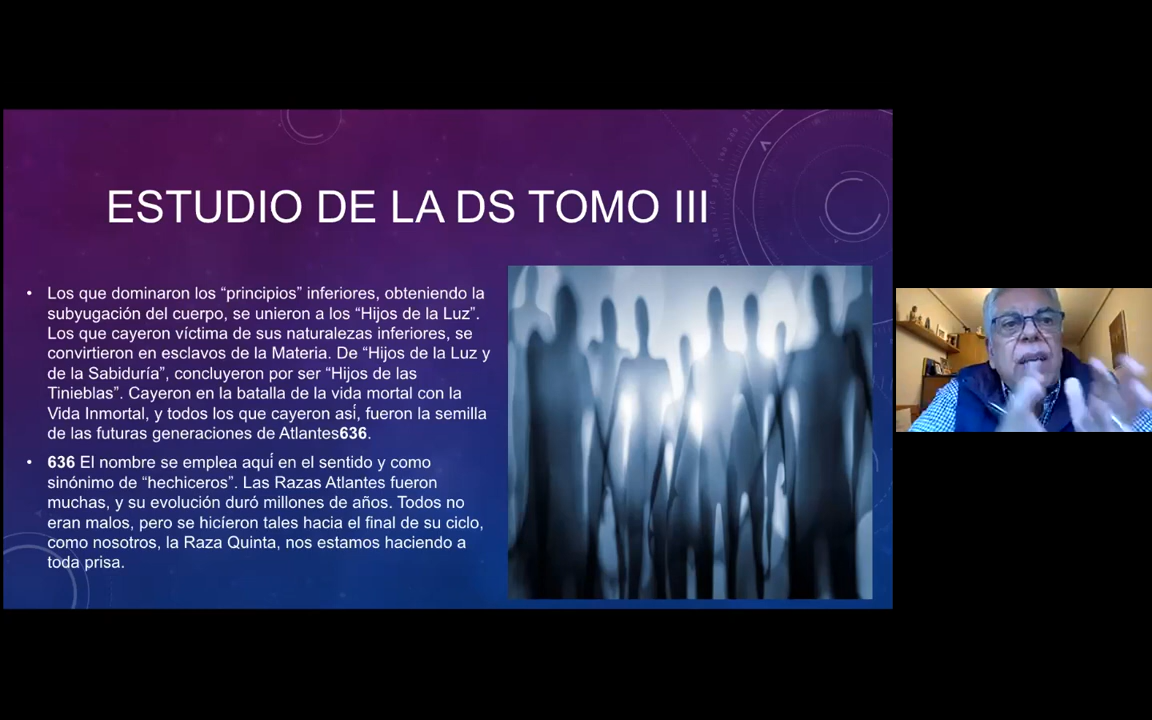 ESTUDIO DE LA DS TOMO III
• Los que dominaron los “principios” inferiores, obteniendo la
subyugación del cuerpo, se unieron a los “Hijos de la Luz”.
Los que cayeron víctima de sus naturalezas inferiores, se
convirtieron en esclavos de la Materia. De “Hijos de la Luz y
de la Sabiduría”, concluyeron por ser “Hijos de las
Tinieblas”. Cayeron en la batalla de la vida mortal con la
Vida Inmortal, y todos los que cayeron así, fueron la semilla
de las futuras generaciones de Atlantes636.
• 636 El nombre se emplea aquí en el sentido y como
sinónimo de “hechiceros”. Las Razas Atlantes fueron
muchas, y su evolución duró millones de años. Todos no
eran malos, pero se hicíeron tales hacia el final de su ciclo,
como nosotros, la Raza Quinta, nos estamos haciendo a
toda prisa.